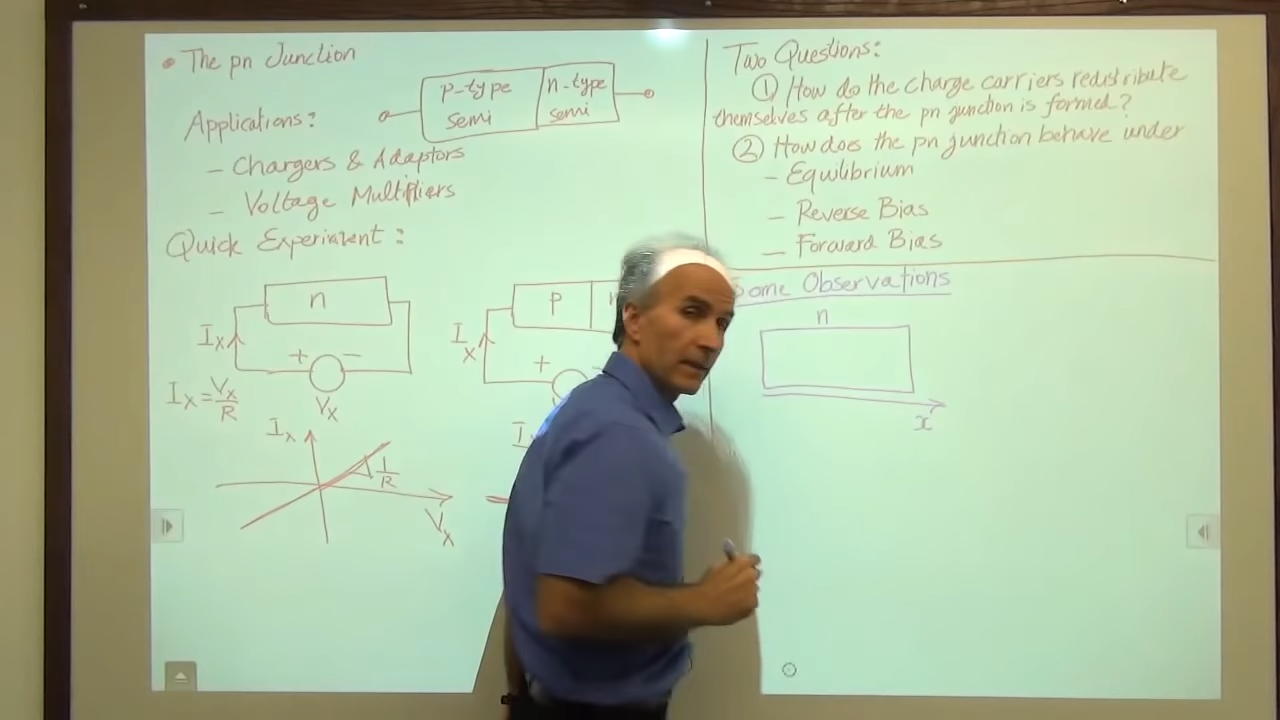 • The pn Junction
p-type
semi
n-type
semi
Applications:
- Chargers & Adaptors
- Voltage Multipliers
Quick Experiment:
n
I_X
+ −
V_X
I_X = V_X/R
I_X
1/R
V_X
p
I_X
+
Two Questions:
① How do the charge carriers redistribute
themselves after the pn junction is formed?
② How does the pn junction behave under
- Equilibrium
- Reverse Bias
- Forward Bias
Some Observations
n
x